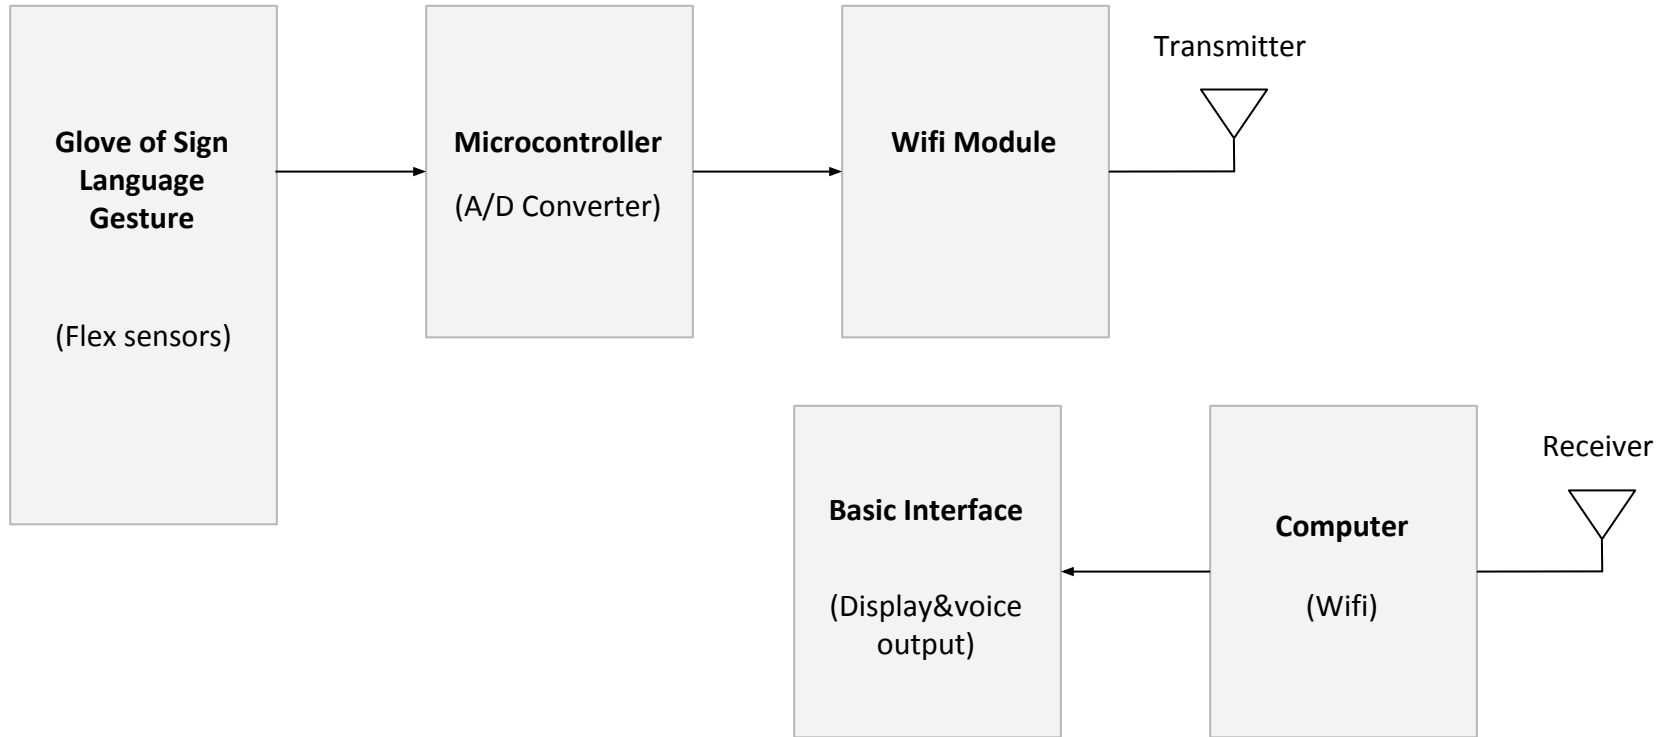 Glove of Sign
Language
Gesture
(Flex sensors)
Microcontroller
(A/D Converter)
Wifi Module
Transmitter
Basic Interface
(Display&voice
output)
Computer
(Wifi)
Receiver